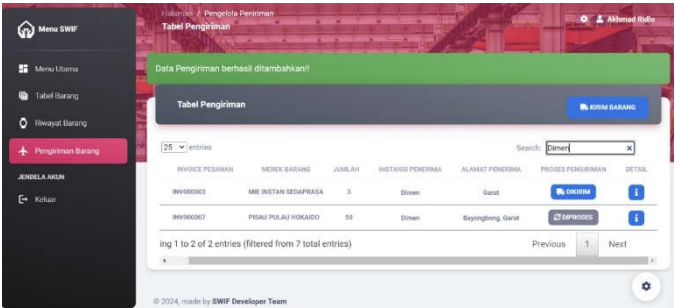 Menu SWIF
Halaman / Pengelola Peniriman
Tabel Pengiriman
Akhmad Ridlo
Menu Utama
Tabel Barang
Riwayat Barang
Pengiriman Barang
JENDELA AKUN
Keluar
Data Pengiriman berhasil ditambahkan!!
Tabel Pengiriman
KIRIM BARANG
25 entries
Search: Dimen x
INVOICE PESANAN MEREK BARANG JUMLAH INSTANSI PENERIMA ALAMAT PENERIMA PROSES PENGIRIMAN DETAIL
INV000003 MIE INSTAN SEDAPRASA 3 Dimen Garut DIKIRIM i
INV000007 PISAU PULAU HOKAIDO 50 Dimen Bayongbong, Garut DIPROSES i
ing 1 to 2 of 2 entries (filtered from 7 total entries)
Previous 1 Next
© 2024, made by SWIF Developer Team